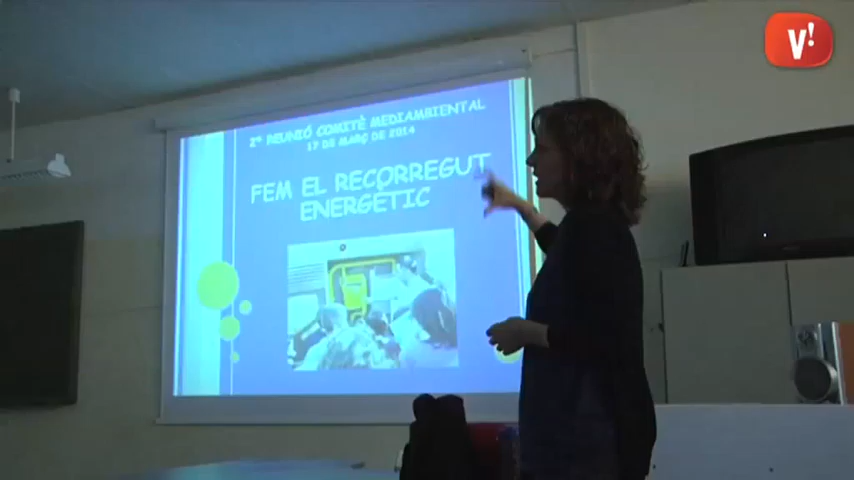 V!
2ª REUNIÓ COMITÈ MEDIAMBIENTAL
17 DE MARÇ DE 2014
FEM EL RECORREGUT
ENERGÈTIC